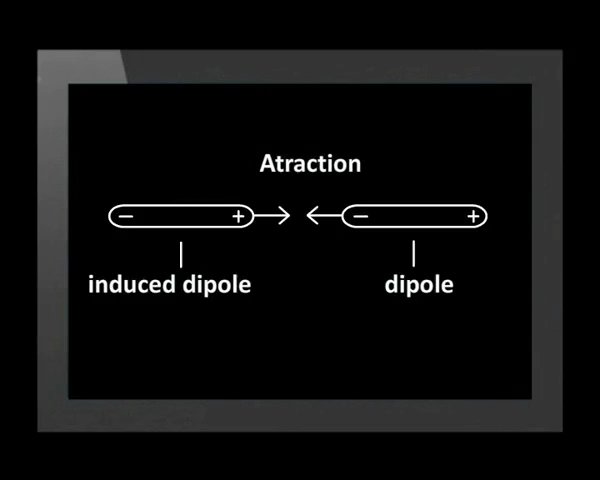 Atraction
− + − +
induced dipole dipole